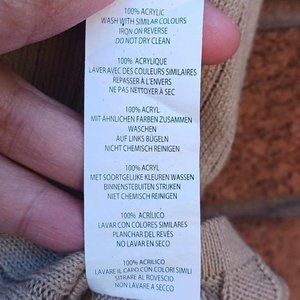 100% ACRYLIC
WASH WITH SIMILAR COLOURS
IRON ON REVERSE
DO NOT DRY CLEAN
100% ACRYLIQUE
LAVER AVEC DES COULEURS SIMILAIRES
REPASSER À L'ENVERS
NE PAS NETTOYER À SEC
100% ACRYL
MIT ÄHNLICHEN FARBEN ZUSAMMEN
WASCHEN
AUF LINKS BÜGELN
NICHT CHEMISCH REINIGEN
100% ACRYL
MET SOORTGELIJKE KLEUREN WASSEN
BINNENSTEBUITEN STRIJKEN
NIET CHEMISCH REINIGEN
100% ACRÍLICO
LAVAR CON COLORES SIMILARES
PLANCHAR DEL REVÉS
NO LAVAR EN SECO
100% ACRILICO
LAVARE IL CAPO CON COLORI SIMILI
STIRARE AL ROVESCIO
NON LAVARE A SECCO